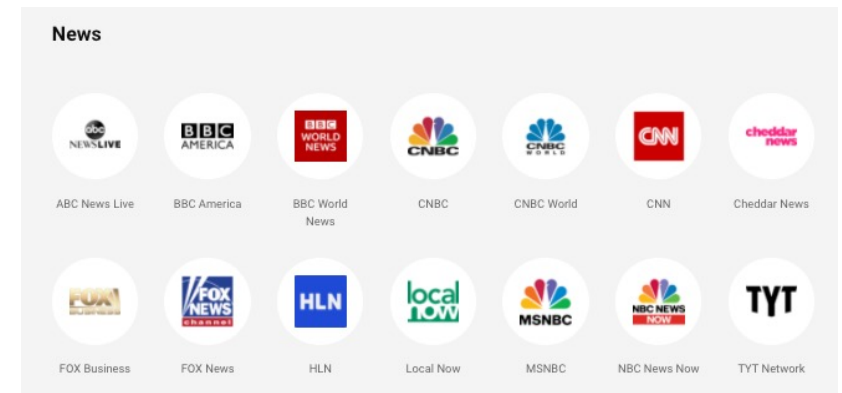 News
abc
NEWSLIVE
BBC
AMERICA
BBC
WORLD
NEWS
CNBC
CNBC
WORLD
CNN
cheddar
news
ABC News Live
BBC America
BBC World
News
CNBC
CNBC World
CNN
Cheddar News
FOX
BUSINESS
FOX
NEWS
channel
HLN
local
now
MSNBC
NBC NEWS
NOW
TYT
FOX Business
FOX News
HLN
Local Now
MSNBC
NBC News Now
TYT Network